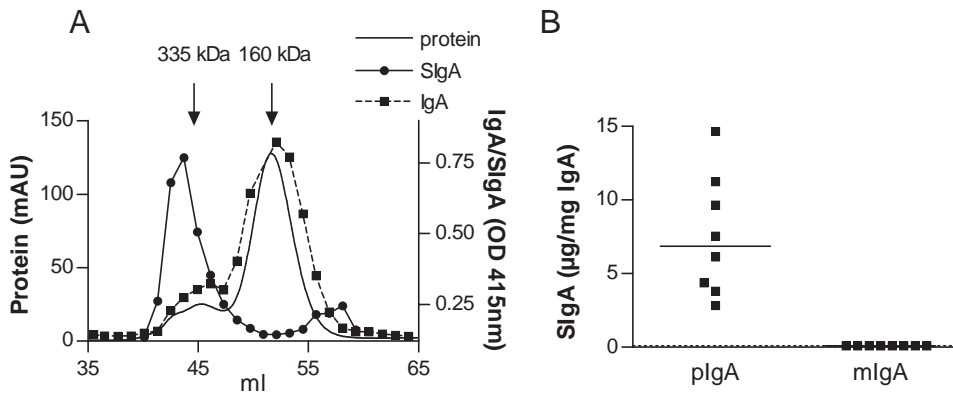 A
335 kDa
160 kDa
protein
SIgA
IgA
Protein (mAU)
150
100
50
0
0.75
0.50
0.25
IgA/SIgA (OD 415nm)
35
45
55
65
ml
B
SIgA (µg/mg IgA)
15
10
5
0
pIgA
mIgA